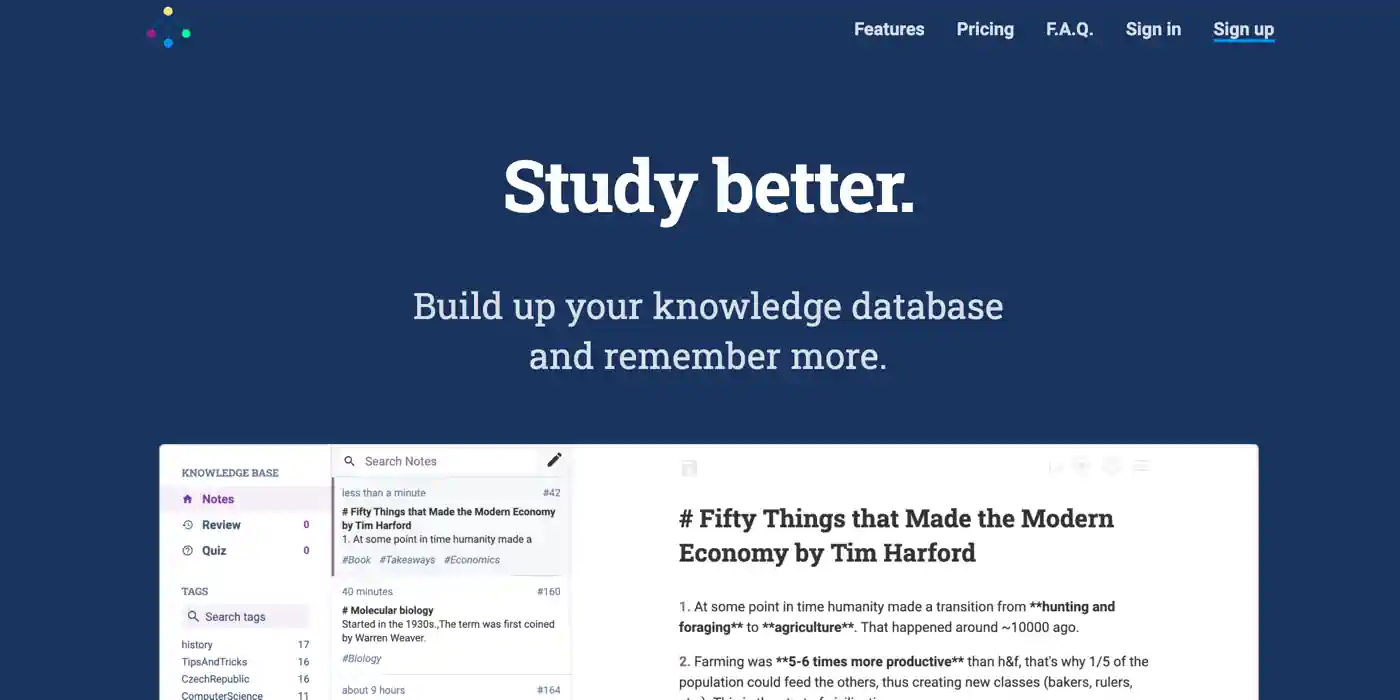 Features Pricing F.A.Q. Sign in Sign up
Study better.
Build up your knowledge database
and remember more.
KNOWLEDGE BASE
Notes
Review 0
Quiz 0
TAGS
Search tags
history 17
TipsAndTricks 16
CzechRepublic 16
ComputerScience 11
Search Notes
less than a minute #42
# Fifty Things that Made the Modern Economy
by Tim Harford
1. At some point in time humanity made a
#Book #Takeaways #Economics
40 minutes #160
# Molecular biology
Started in the 1930s.,The term was first coined
by Warren Weaver.
#Biology
about 9 hours #164
# Fifty Things that Made the Modern
Economy by Tim Harford
1. At some point in time humanity made a transition from **hunting and
foraging** to **agriculture**. That happened around ~10000 ago.
2. Farming was **5-6 times more productive** than h&f, that's why 1/5 of the
population could feed the others, thus creating new classes (bakers, rulers,